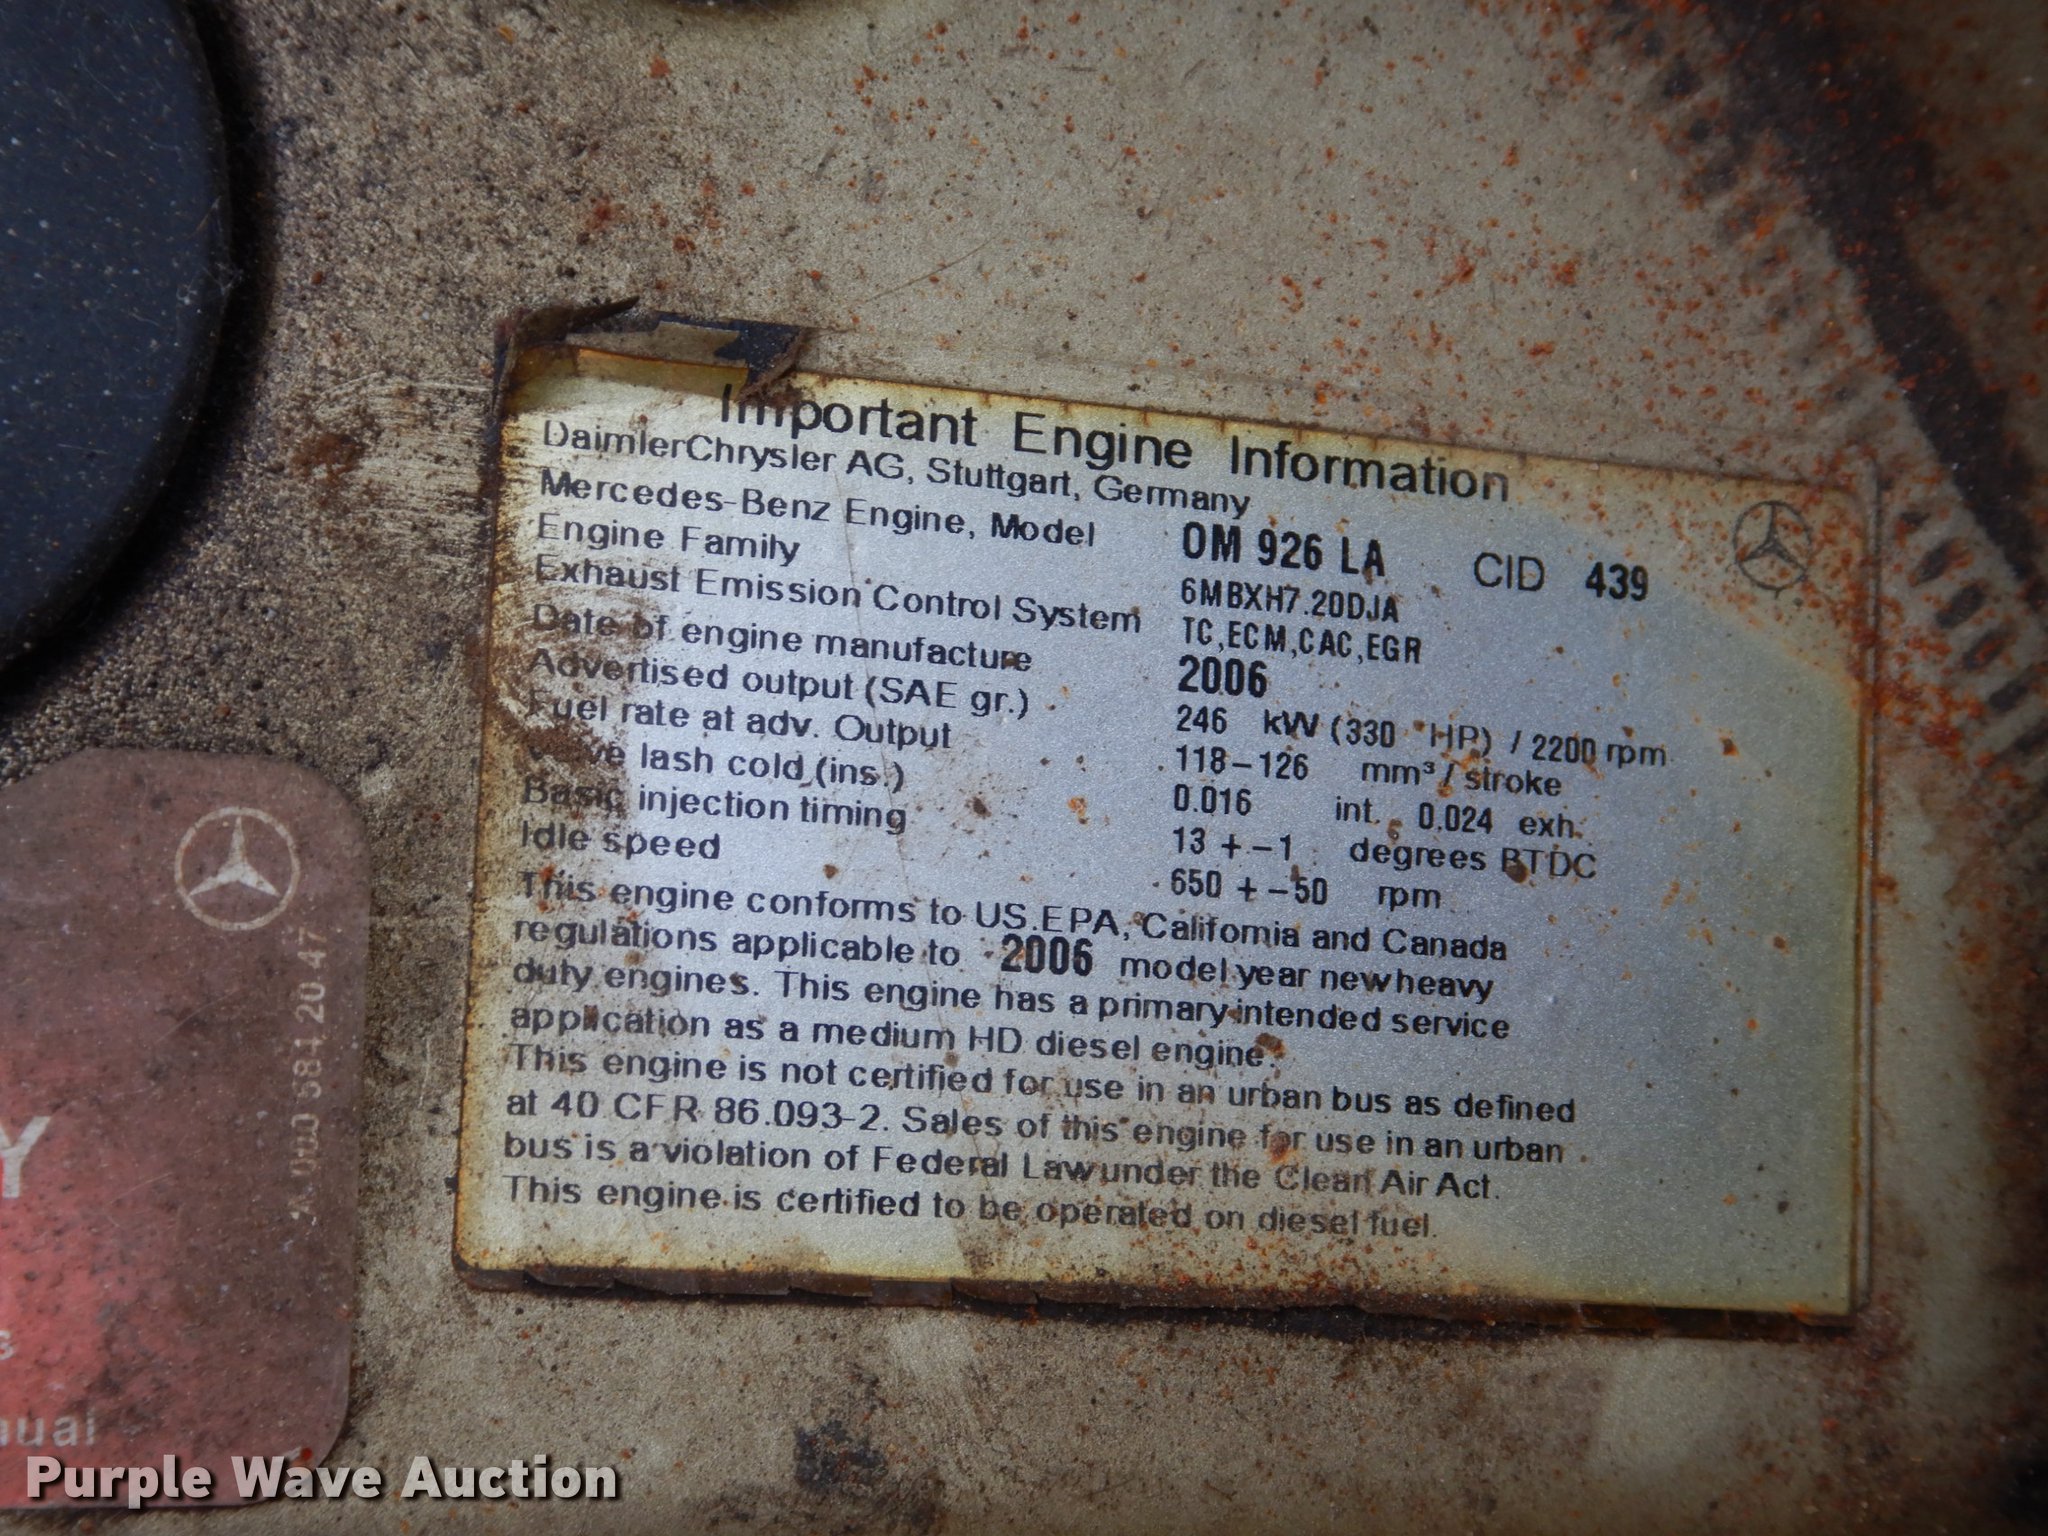 Important Engine Information
DaimlerChrysler AG, Stuttgart, Germany
Mercedes-Benz Engine, Model OM 926 LA CID 439
Engine Family 6MBXH7.20DJA
Exhaust Emission Control System TC,ECM,CAC,EGR
Date of engine manufacture 2006
Advertised output (SAE gr.) 246 kW (330 HP) / 2200 rpm
Fuel rate at adv. Output 118-126 mm³/ stroke
Valve lash cold (ins.) 0.016 int. 0.024 exh.
Basic injection timing 13 +-1 degrees BTDC
Idle speed 650 +-50 rpm
This engine conforms to US.EPA, California and Canada
regulations applicable to 2006 model year new heavy
duty engines. This engine has a primary intended service
application as a medium HD diesel engine.
This engine is not certified for use in an urban bus as defined
at 40 CFR 86.093-2. Sales of this engine for use in an urban
bus is a violation of Federal Law under the Clean Air Act.
This engine is certified to be operated on diesel fuel.
Y
s
nual
Purple Wave Auction